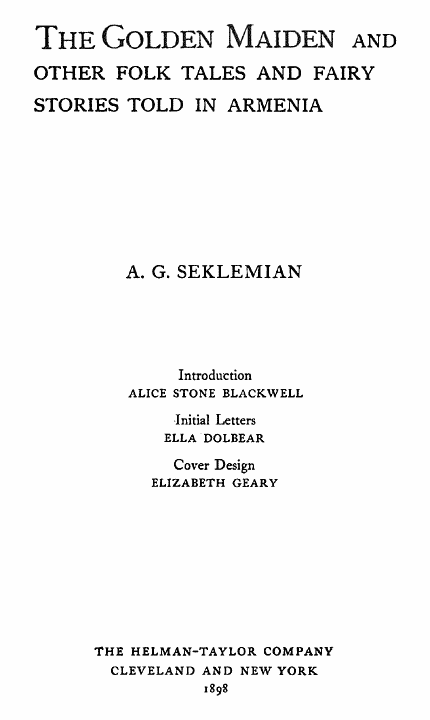 THE GOLDEN MAIDEN AND
OTHER FOLK TALES AND FAIRY
STORIES TOLD IN ARMENIA
A. G. SEKLEMIAN
Introduction
ALICE STONE BLACKWELL
Initial Letters
ELLA DOLBEAR
Cover Design
ELIZABETH GEARY
THE HELMAN-TAYLOR COMPANY
CLEVELAND AND NEW YORK
1898